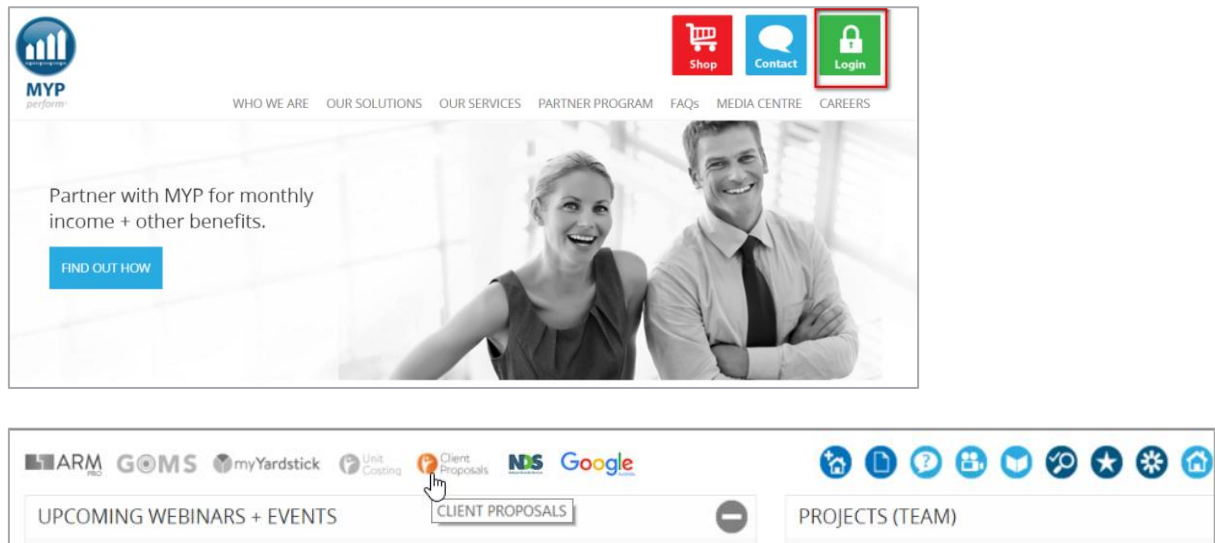 Shop
Contact
Login
MYP
perform
WHO WE ARE OUR SOLUTIONS OUR SERVICES PARTNER PROGRAM FAQs MEDIA CENTRE CAREERS
Partner with MYP for monthly
income + other benefits.
FIND OUT HOW
ARM PRO GOMS myYardstick Unit Costing Client Proposals NDS Google
CLIENT PROPOSALS
UPCOMING WEBINARS + EVENTS
PROJECTS (TEAM)